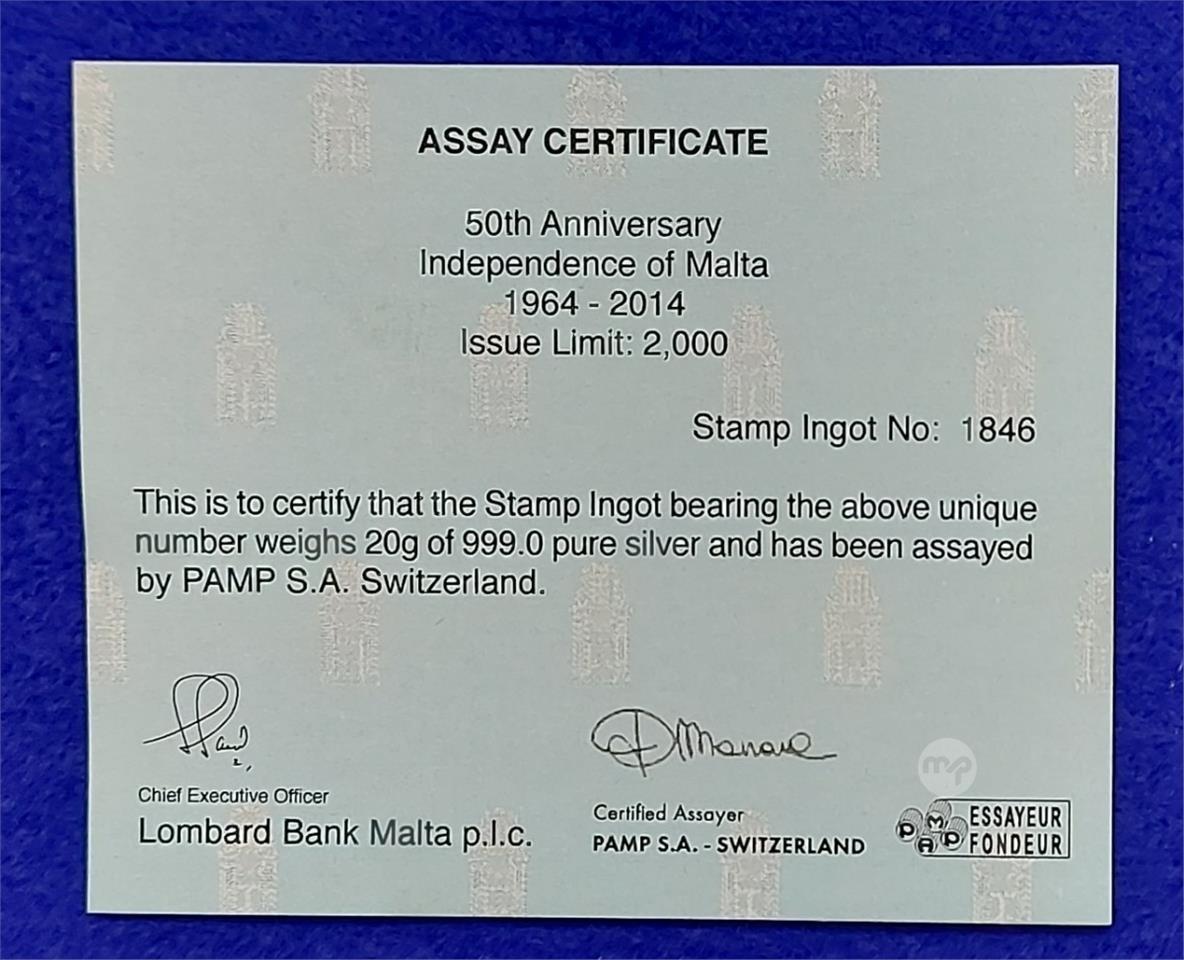 ASSAY CERTIFICATE
50th Anniversary
Independence of Malta
1964 - 2014
Issue Limit: 2,000
Stamp Ingot No: 1846
This is to certify that the Stamp Ingot bearing the above unique
number weighs 20g of 999.0 pure silver and has been assayed
by PAMP S.A. Switzerland.
Chief Executive Officer
Lombard Bank Malta p.l.c.
Certified Assayer
PAMP S.A. - SWITZERLAND
mp
PAMP
ESSAYEUR
FONDEUR